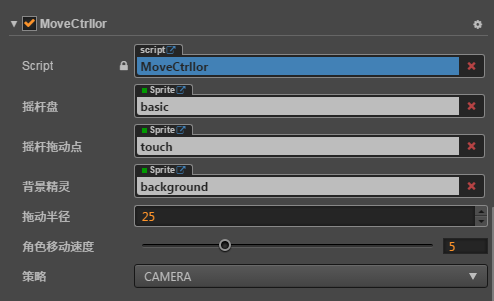 MoveCtrllor
script
Script MoveCtrllor
Sprite
摇杆盘 basic
Sprite
摇杆拖动点 touch
Sprite
背景精灵 background
拖动半径 25
角色移动速度 5
策略 CAMERA